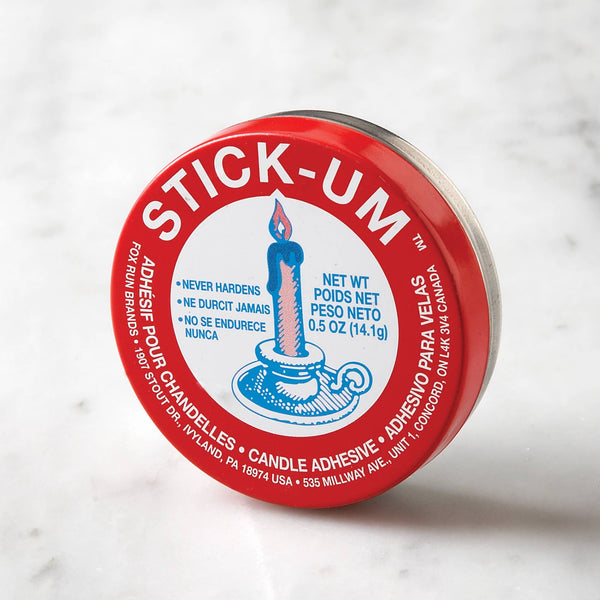 STICK-UM™
• NEVER HARDENS
• NE DURCIT JAMAIS
• NO SE ENDURECE
NUNCA
NET WT
POIDS NET
PESO NETO
0.5 OZ (14.1g)
ADHÉSIF POUR CHANDELLES • CANDLE ADHESIVE • ADHESIVO PARA VELAS
FOX RUN BRANDS • 1907 STOUT DR., IVYLAND, PA 18974 USA • 535 MILLWAY AVE., UNIT 1, CONCORD, ON L4K 3V4 CANADA